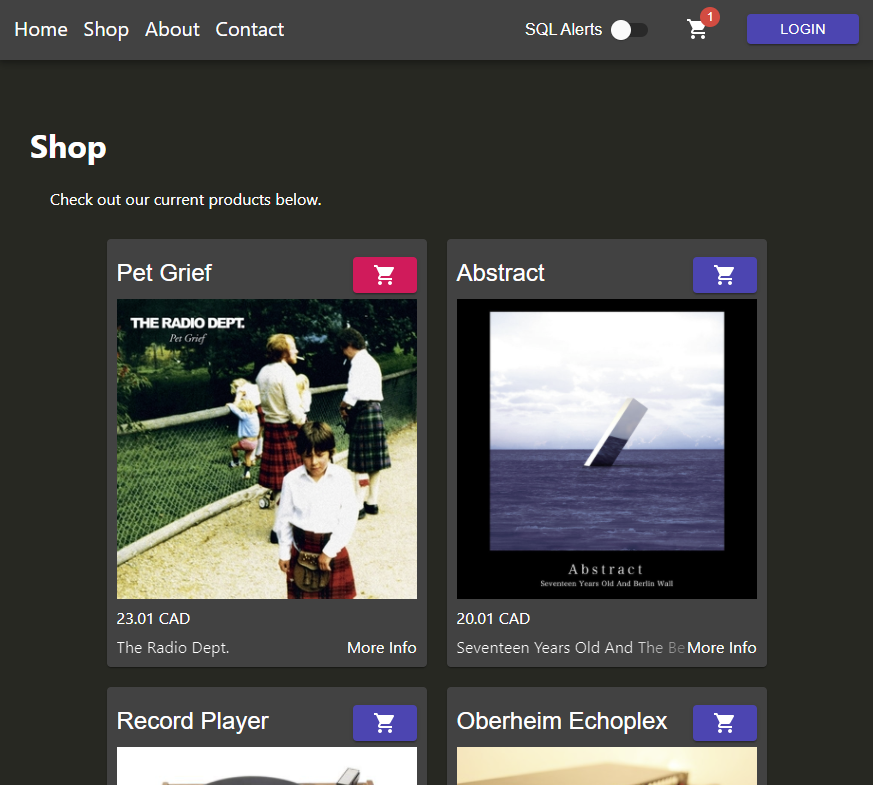 Home Shop About Contact SQL Alerts 1 LOGIN
Shop
Check out our current products below.
Pet Grief
THE RADIO DEPT.
Pet Grief
23.01 CAD
The Radio Dept. More Info
Abstract
Abstract
Seventeen Years Old And Berlin Wall
20.01 CAD
Seventeen Years Old And The Be More Info
Record Player
Oberheim Echoplex